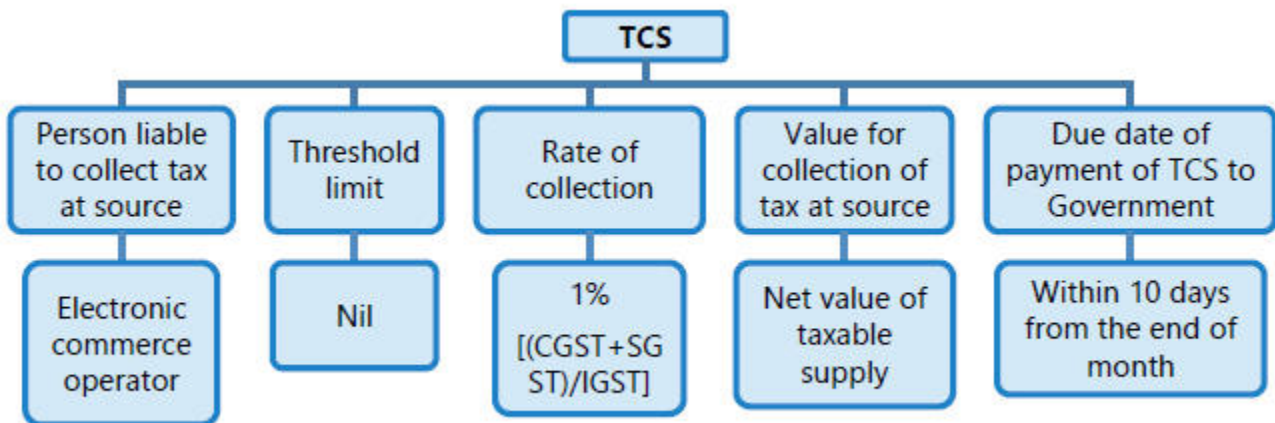 TCS
Person liable
to collect tax
at source
Threshold
limit
Rate of
collection
Value for
collection of
tax at source
Due date of
payment of TCS to
Government
Electronic
commerce
operator
Nil
1%
[(CGST+SG
ST)/IGST]
Net value of
taxable
supply
Within 10 days
from the end of
month